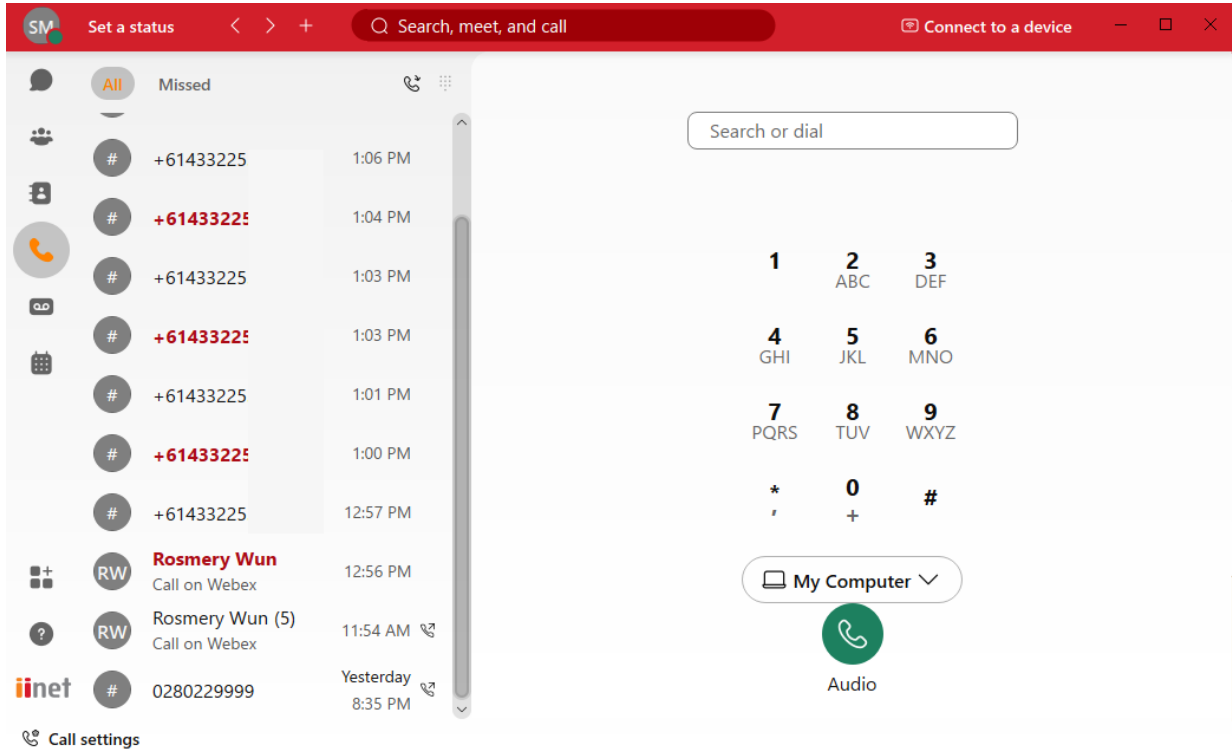 SM
Set a status
Search, meet, and call
Connect to a device
All
Missed
# +61433225 1:06 PM
# +61433225 1:04 PM
# +61433225 1:03 PM
# +61433225 1:03 PM
# +61433225 1:01 PM
# +61433225 1:00 PM
# +61433225 12:57 PM
RW Rosmery Wun 12:56 PM
Call on Webex
RW Rosmery Wun (5) 11:54 AM
Call on Webex
# 0280229999 Yesterday
8:35 PM
iinet
Call settings
Search or dial
1 2 3
ABC DEF
4 5 6
GHI JKL MNO
7 8 9
PQRS TUV WXYZ
* 0 #
, +
My Computer
Audio